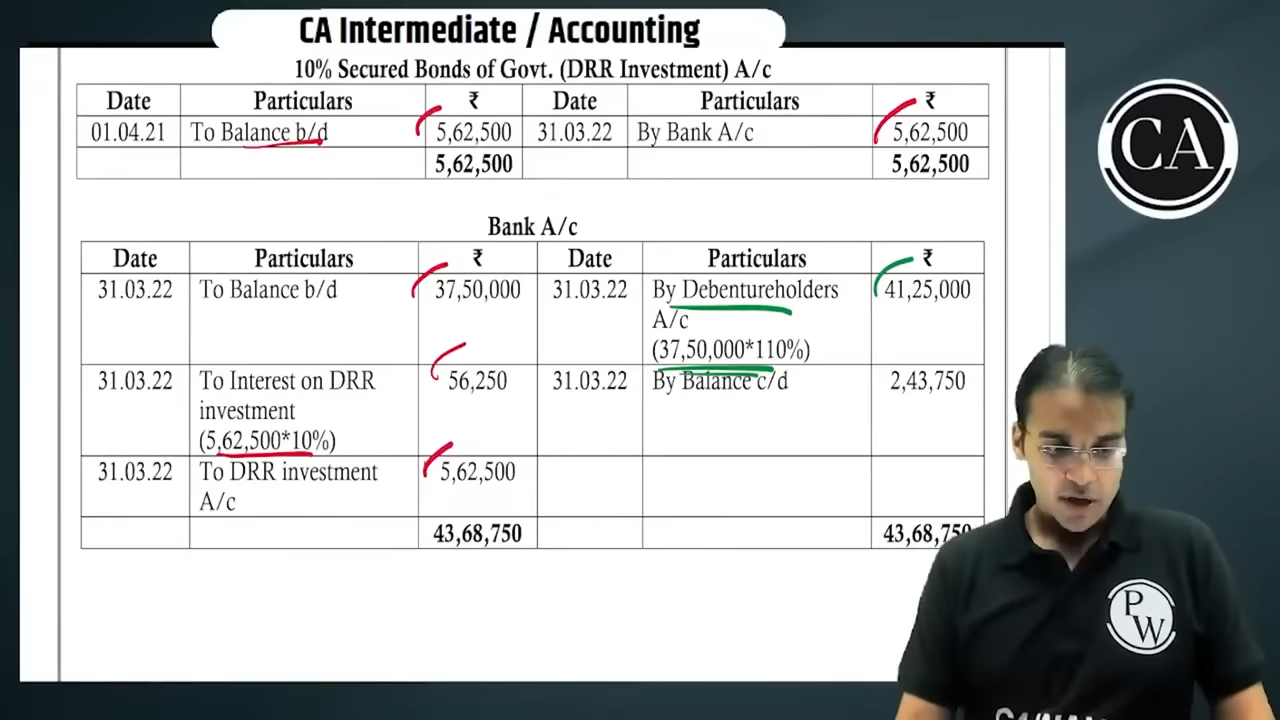 CA Intermediate / Accounting
10% Secured Bonds of Govt. (DRR Investment) A/c
Date Particulars ₹ Date Particulars ₹
01.04.21 To Balance b/d 5,62,500 31.03.22 By Bank A/c 5,62,500
5,62,500 5,62,500
CA
Bank A/c
Date Particulars ₹ Date Particulars ₹
31.03.22 To Balance b/d 37,50,000 31.03.22 By Debentureholders 41,25,000
A/c
(37,50,000*110%)
31.03.22 To Interest on DRR 56,250 31.03.22 By Balance c/d 2,43,750
investment
(5,62,500*10%)
31.03.22 To DRR investment 5,62,500
A/c
43,68,750 43,68,750
P
W